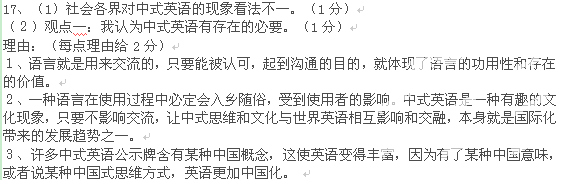 17、（1）社会各界对中式英语的现象看法不一。（1 分）
（2）观点一：我认为中式英语有存在的必要。（1 分）
理由：（每点理由给 2 分）
1、语言就是用来交流的，只要能被认可，起到沟通的目的，就体现了语言的功用性和存在
的价值。
2、一种语言在使用过程中必定会入乡随俗，受到使用者的影响。中式英语是一种有趣的文
化现象，只要不影响交流，让中式思维和文化与世界英语相互影响和交融，本身就是国际化
带来的发展趋势之一。
3、许多中式英语公示牌含有某种中国概念，这使英语变得丰富，因为有了某种中国意味，
或者说某种中国式思维方式，英语更加中国化。